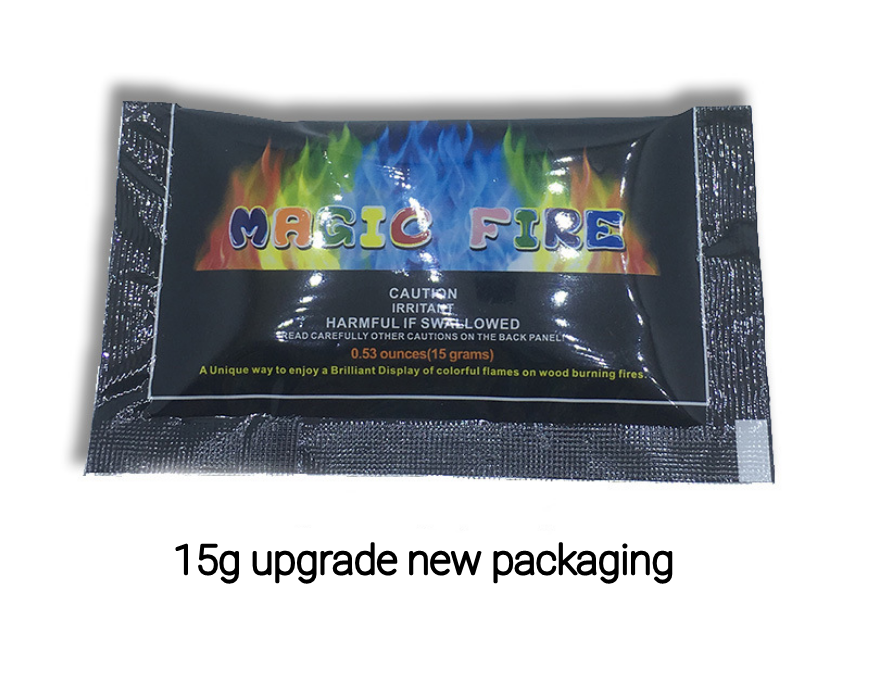 MAGIC FIRE
CAUTION
IRRITANT
HARMFUL IF SWALLOWED
READ CAREFULLY OTHER CAUTIONS ON THE BACK PANEL!
0.53 ounces(15 grams)
A Unique way to enjoy a Brilliant Display of colorful flames on wood burning fires.
15g upgrade new packaging